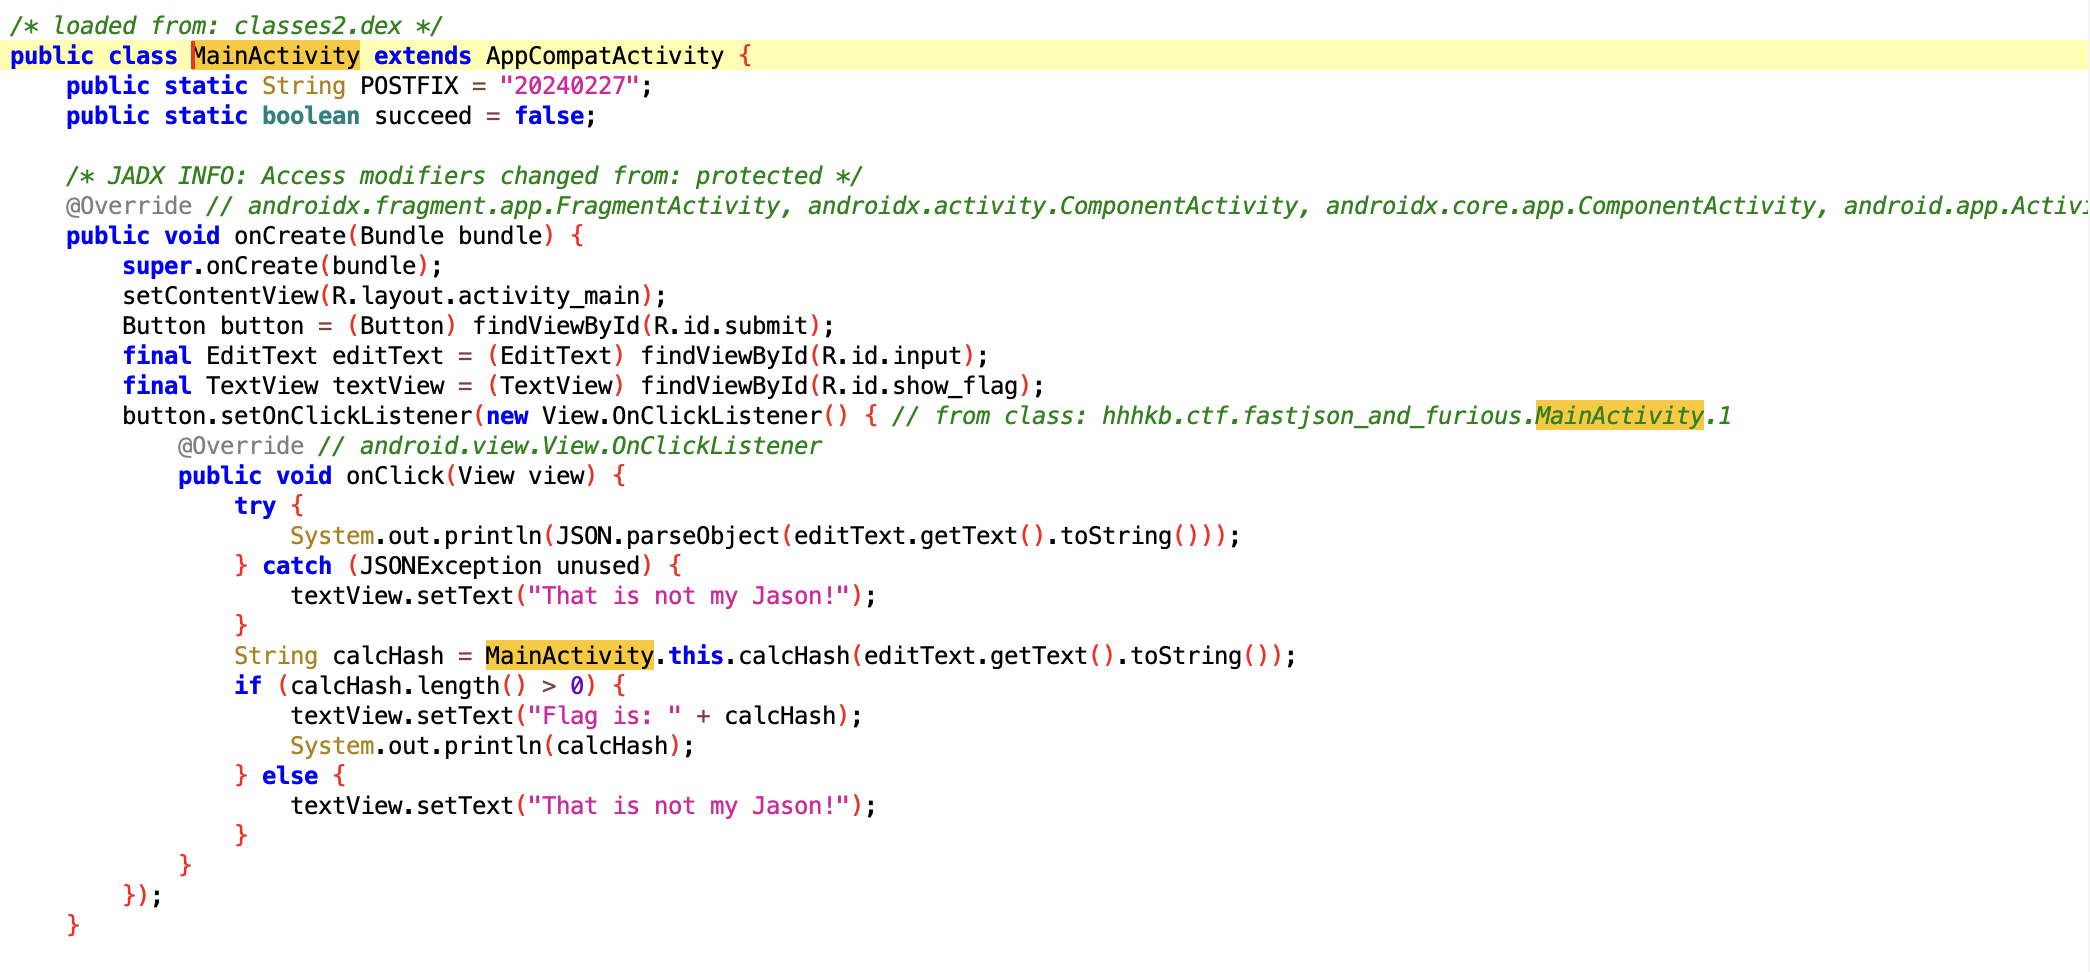 /* loaded from: classes2.dex */
public class MainActivity extends AppCompatActivity {
    public static String POSTFIX = "20240227";
    public static boolean succeed = false;

    /* JADX INFO: Access modifiers changed from: protected */
    @Override // androidx.fragment.app.FragmentActivity, androidx.activity.ComponentActivity, androidx.core.app.ComponentActivity, android.app.Activi
    public void onCreate(Bundle bundle) {
        super.onCreate(bundle);
        setContentView(R.layout.activity_main);
        Button button = (Button) findViewById(R.id.submit);
        final EditText editText = (EditText) findViewById(R.id.input);
        final TextView textView = (TextView) findViewById(R.id.show_flag);
        button.setOnClickListener(new View.OnClickListener() { // from class: hhhkb.ctf.fastjson_and_furious.MainActivity.1
            @Override // android.view.View.OnClickListener
            public void onClick(View view) {
                try {
                    System.out.println(JSON.parseObject(editText.getText().toString()));
                } catch (JSONException unused) {
                    textView.setText("That is not my Jason!");
                }
                String calcHash = MainActivity.this.calcHash(editText.getText().toString());
                if (calcHash.length() > 0) {
                    textView.setText("Flag is: " + calcHash);
                    System.out.println(calcHash);
                } else {
                    textView.setText("That is not my Jason!");
                }
            }
        });
    }